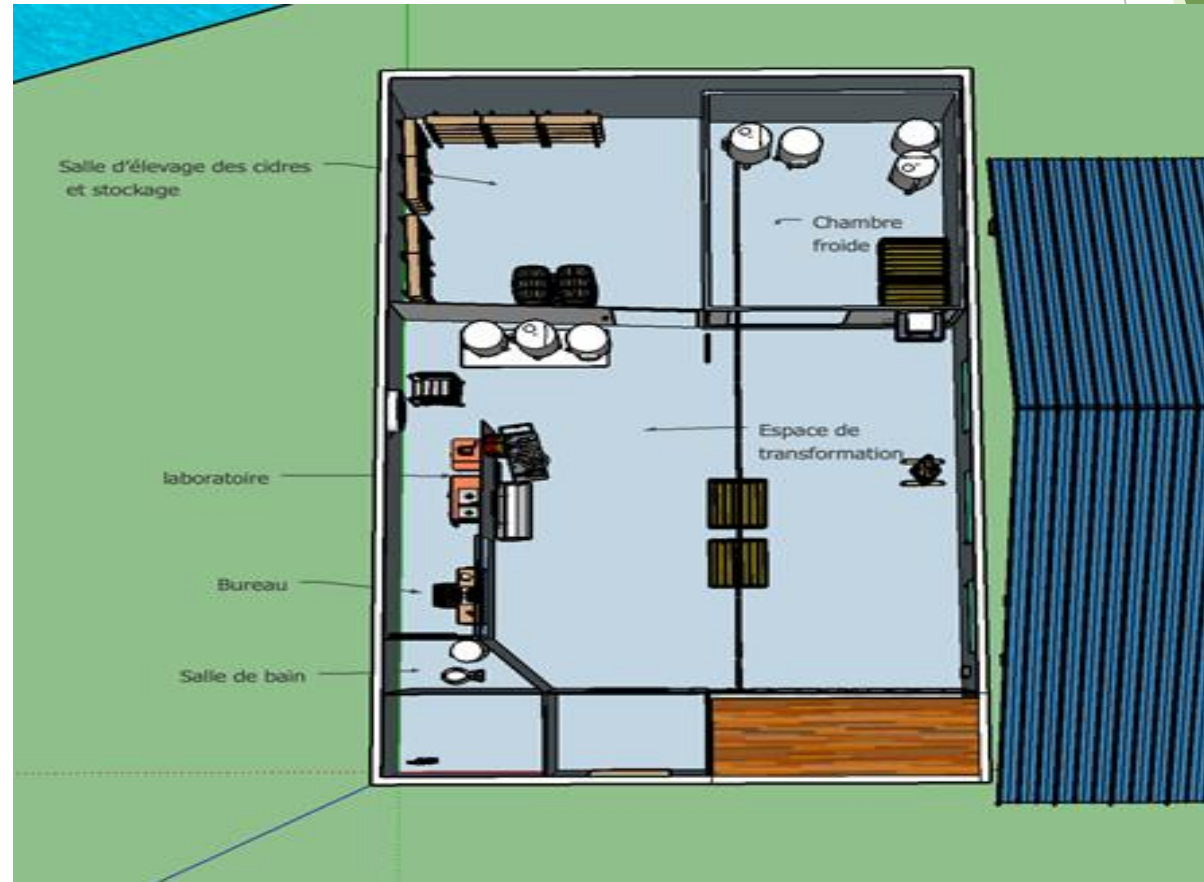 Salle d'élevage des cidres
et stockage
Chambre
froide
Espace de
transformation
laboratoire
Bureau
Salle de bain